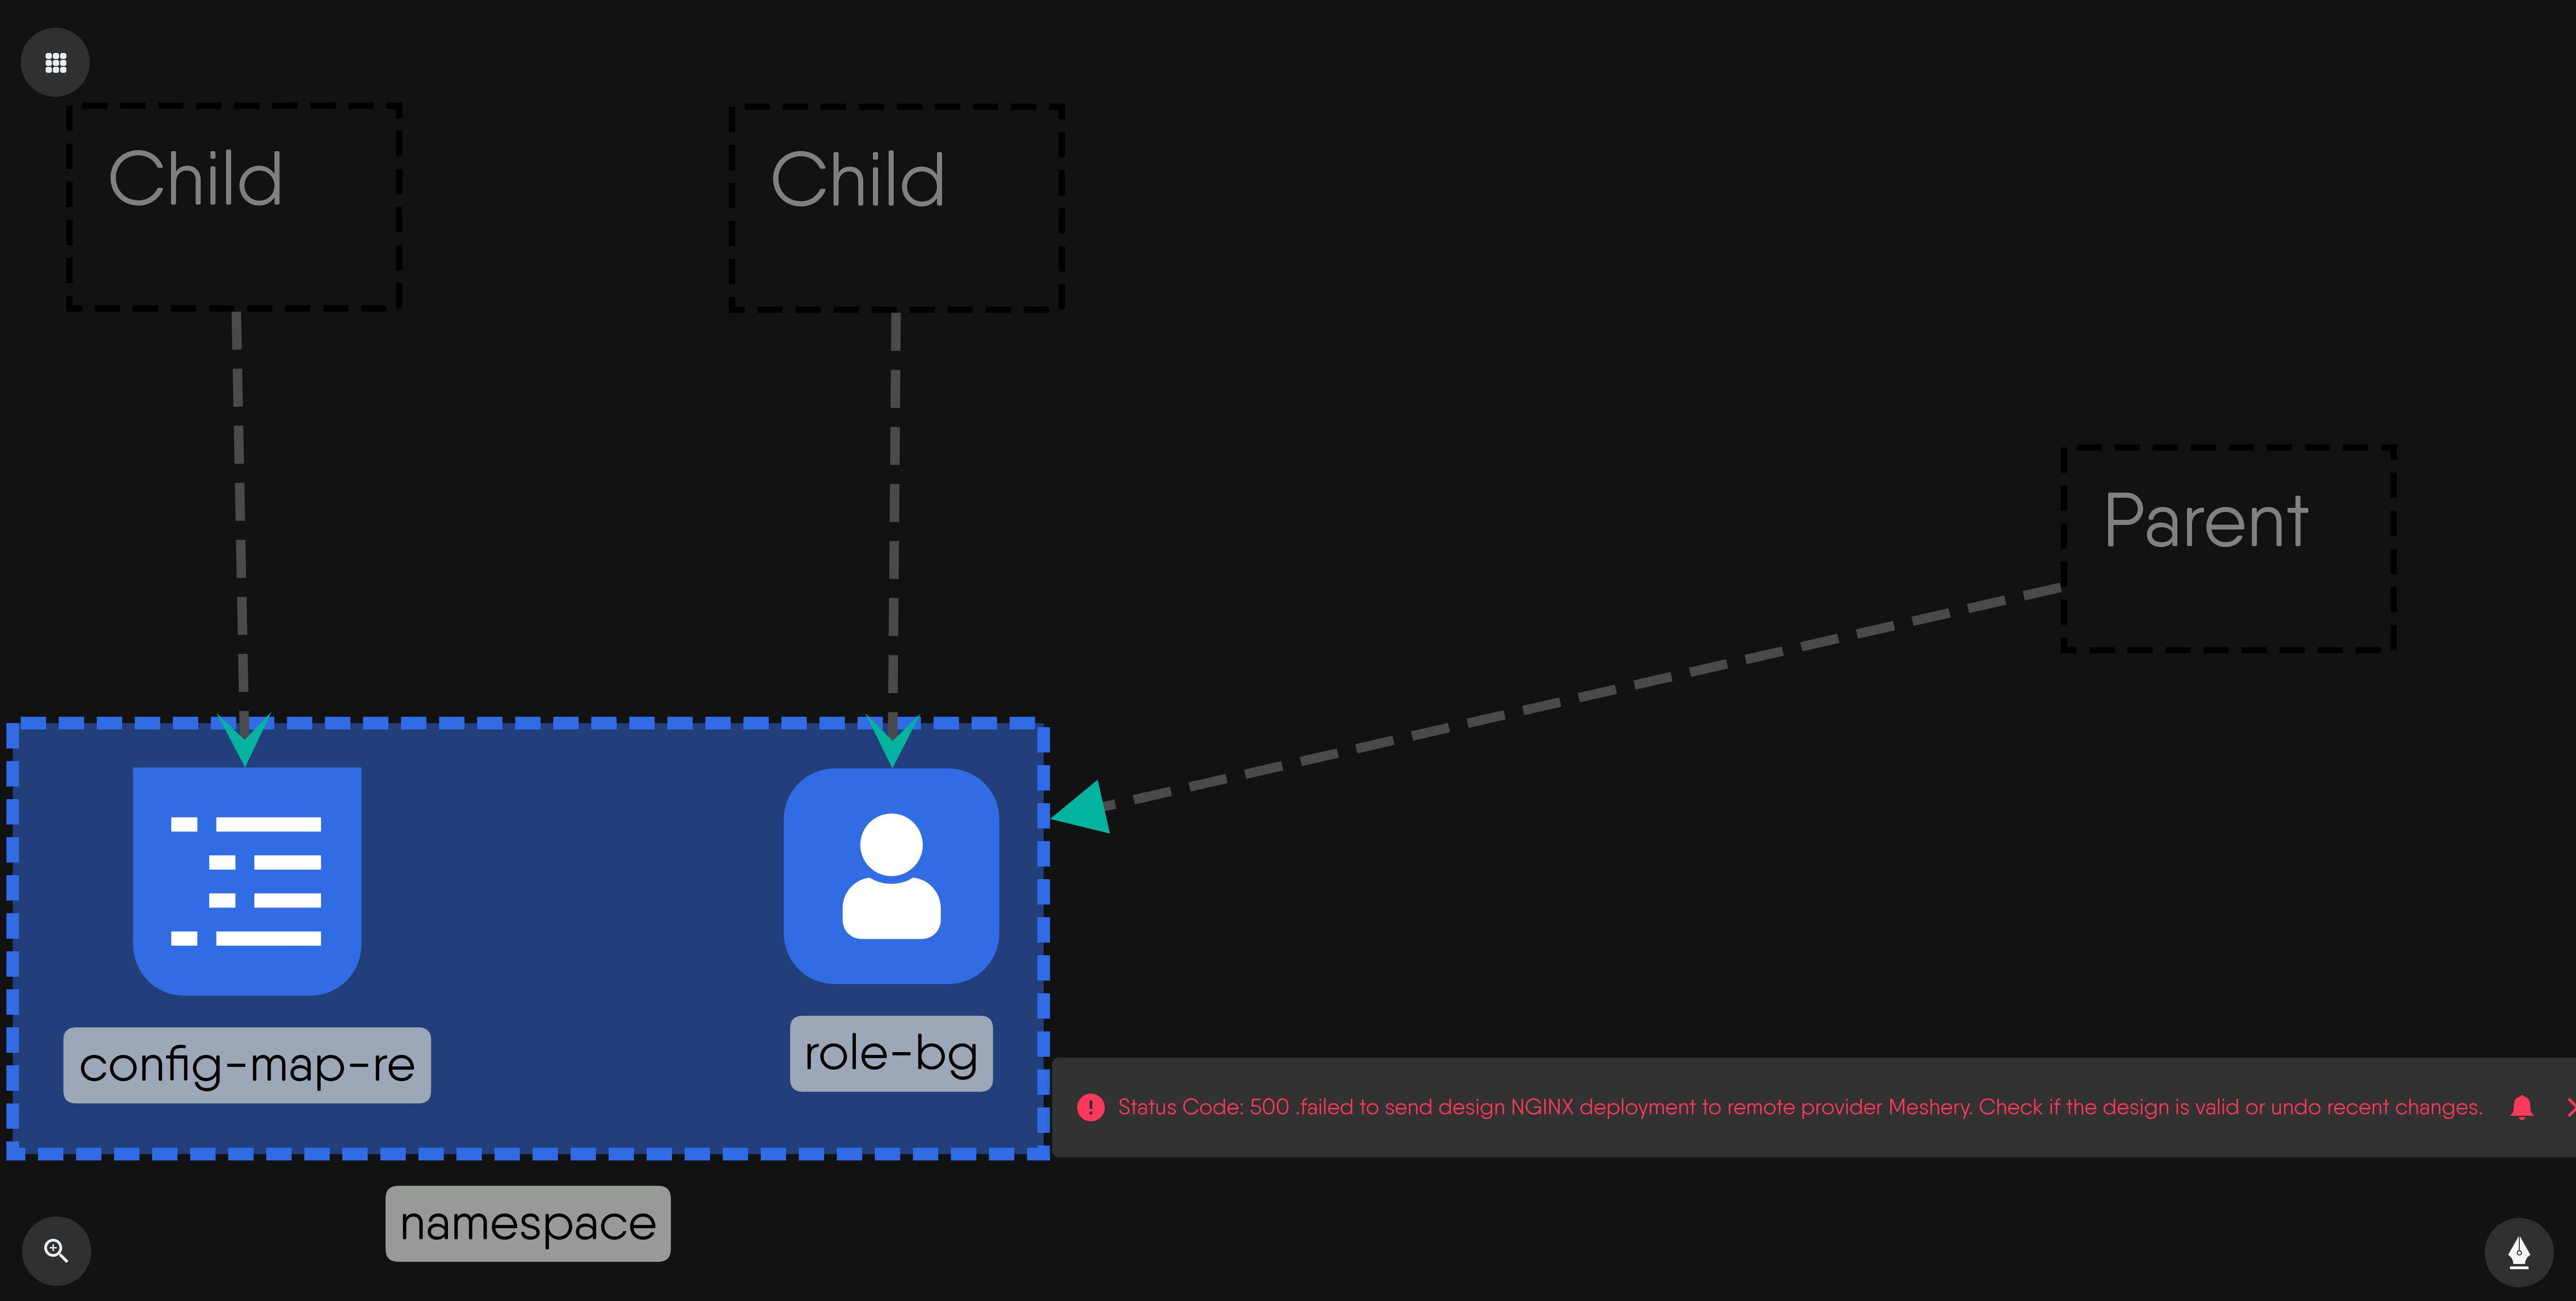 Child
Child
Parent
config-map-re
role-bg
Status Code: 500 .failed to send design NGINX deployment to remote provider Meshery. Check if the design is valid or undo recent changes.
namespace